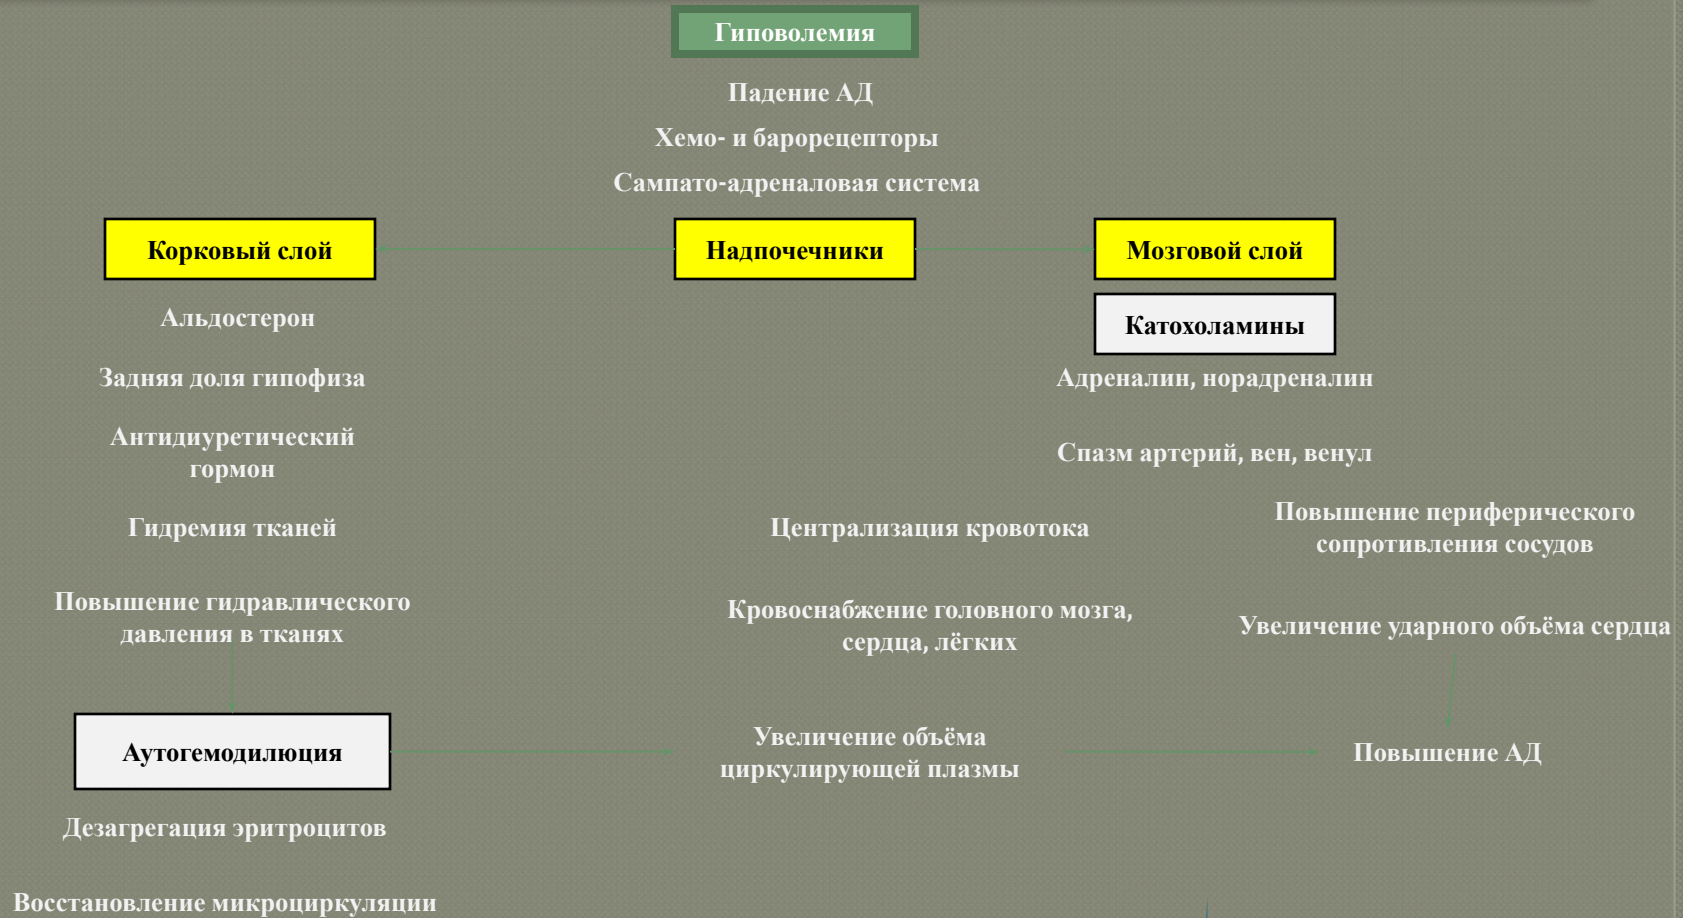 Гиповолемия
Падение АД
Хемо- и барорецепторы
Сампато-адреналовая система
Корковый слой
Надпочечники
Мозговой слой
Альдостерон
Катохоламины
Задняя доля гипофиза
Адреналин, норадреналин
Антидиуретический
гормон
Спазм артерий, вен, венул
Гидремия тканей
Централизация кровотока
Повышение периферического
сопротивления сосудов
Повышение гидравлического
давления в тканях
Кровоснабжение головного мозга,
сердца, лёгких
Увеличение ударного объёма сердца
Аутогемодилюция
Увеличение объёма
циркулирующей плазмы
Повышение АД
Дезагрегация эритроцитов
Восстановление микроциркуляции